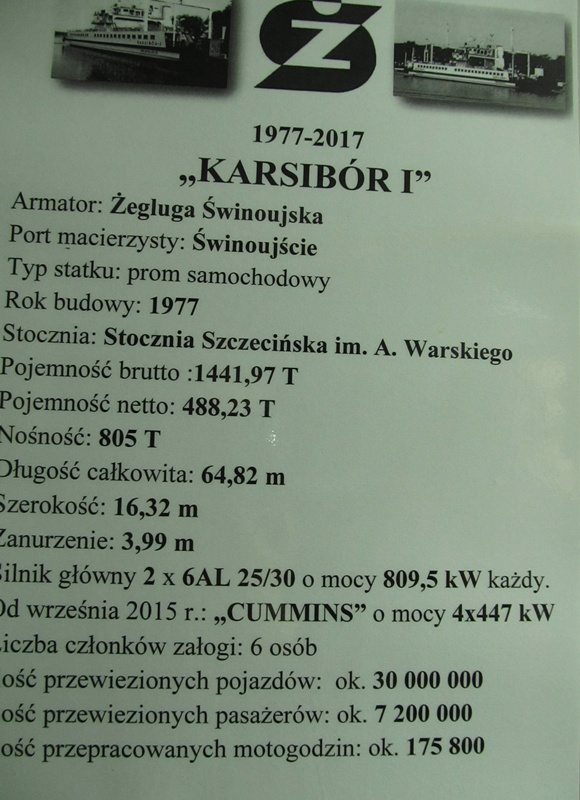 Ż
1977-2017
„KARSIBÓR I”
Armator: Żegluga Świnoujska
Port macierzysty: Świnoujście
Typ statku: prom samochodowy
Rok budowy: 1977
Stocznia: Stocznia Szczecińska im. A. Warskiego
Pojemność brutto :1441,97 T
Pojemność netto: 488,23 T
Nośność: 805 T
Długość całkowita: 64,82 m
Szerokość: 16,32 m
Zanurzenie: 3,99 m
Silnik główny 2 x 6AL 25/30 o mocy 809,5 kW każdy.
Od września 2015 r.: „CUMMINS” o mocy 4x447 kW
Liczba członków załogi: 6 osób
ość przewiezionych pojazdów: ok. 30 000 000
ość przewiezionych pasażerów: ok. 7 200 000
ość przepracowanych motogodzin: ok. 175 800